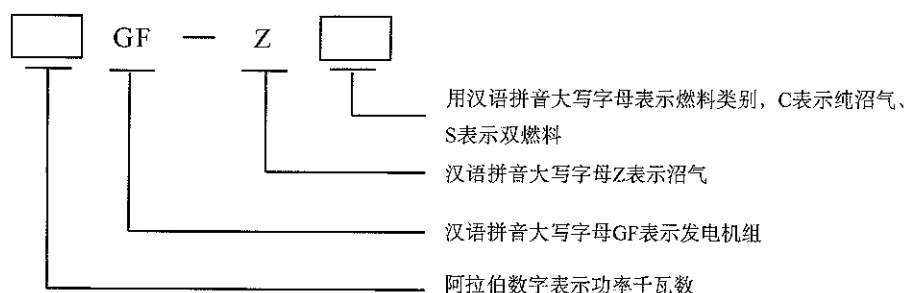 GF — Z
用汉语拼音大写字母表示燃料类别，C表示纯沼气、
S表示双燃料
汉语拼音大写字母Z表示沼气
汉语拼音大写字母GF表示发电机组
阿拉伯数字表示功率千瓦数